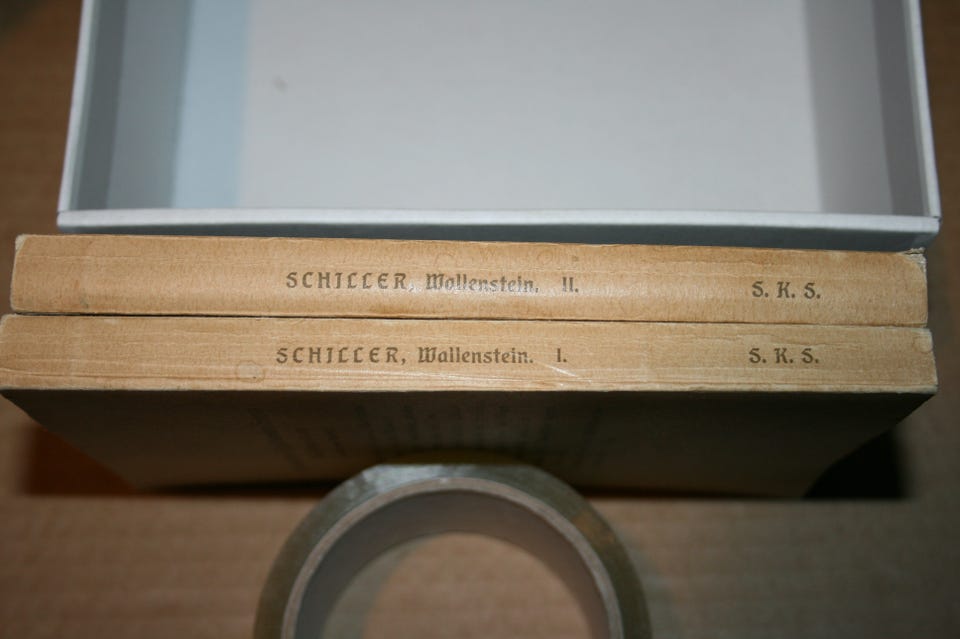 SCHILLER, Wallenstein. II. S. K. S.
SCHILLER, Wallenstein. I. S. K. S.